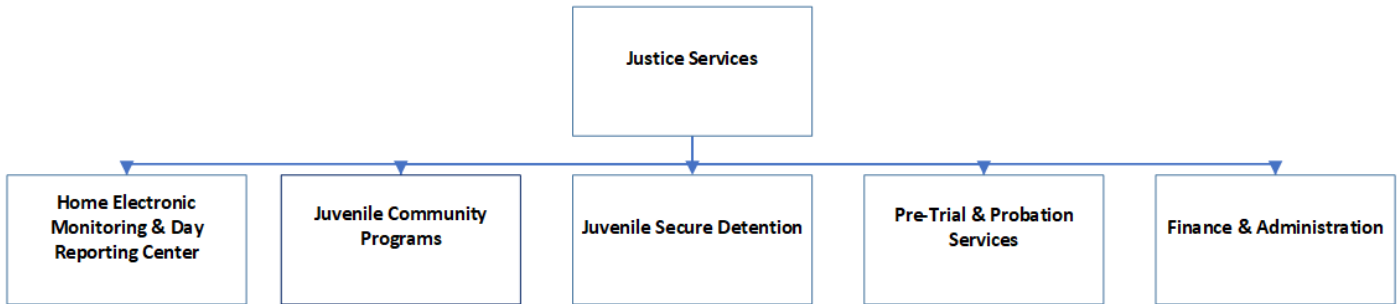 Justice Services
Home Electronic
Monitoring & Day
Reporting Center
Juvenile Community
Programs
Juvenile Secure Detention
Pre-Trial & Probation
Services
Finance & Administration